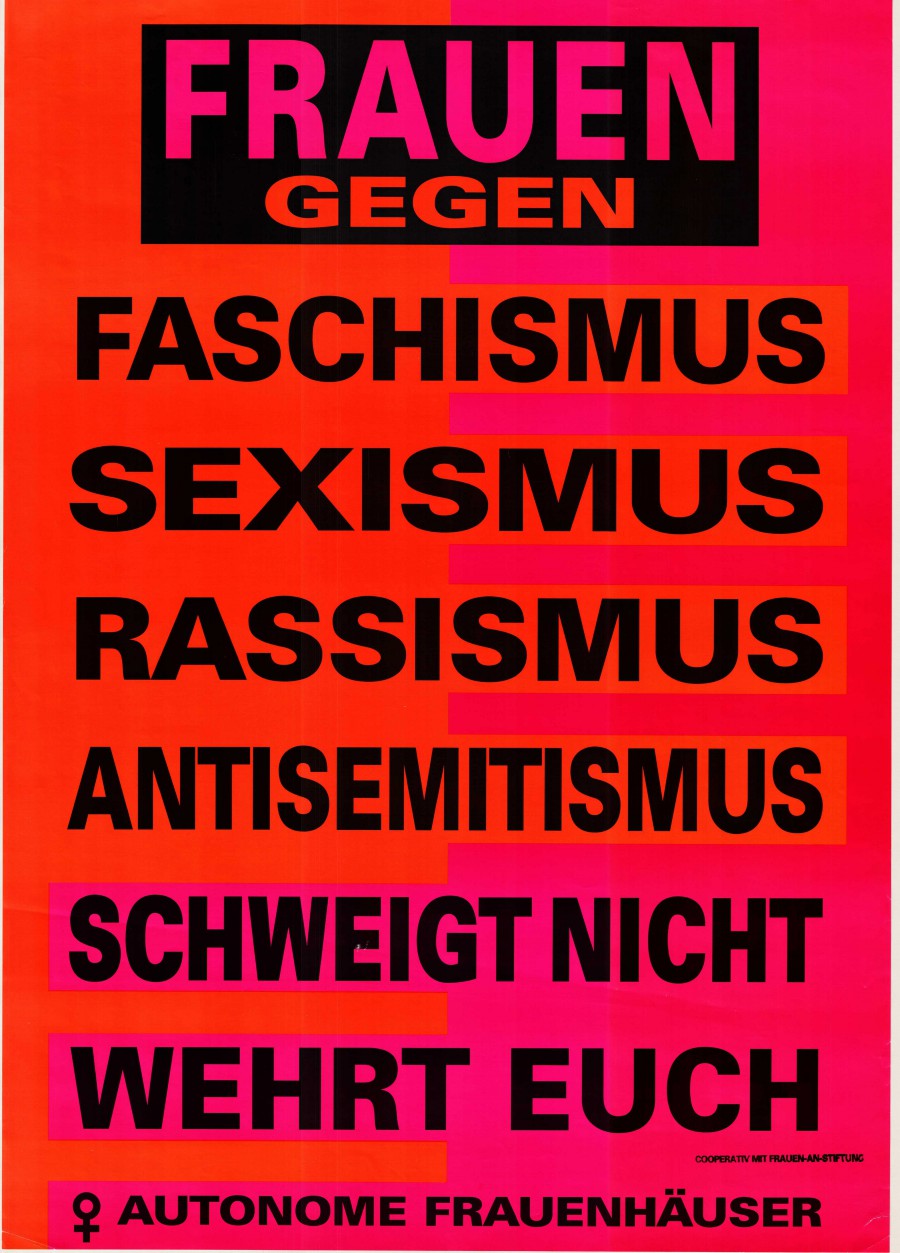 FRAUEN
GEGEN
FASCHISMUS
SEXISMUS
RASSISMUS
ANTISEMITISMUS
SCHWEIGT NICHT
WEHRT EUCH
COOPERATIV MIT FRAUEN-AN-STIFTUNG
♀ AUTONOME FRAUENHÄUSER